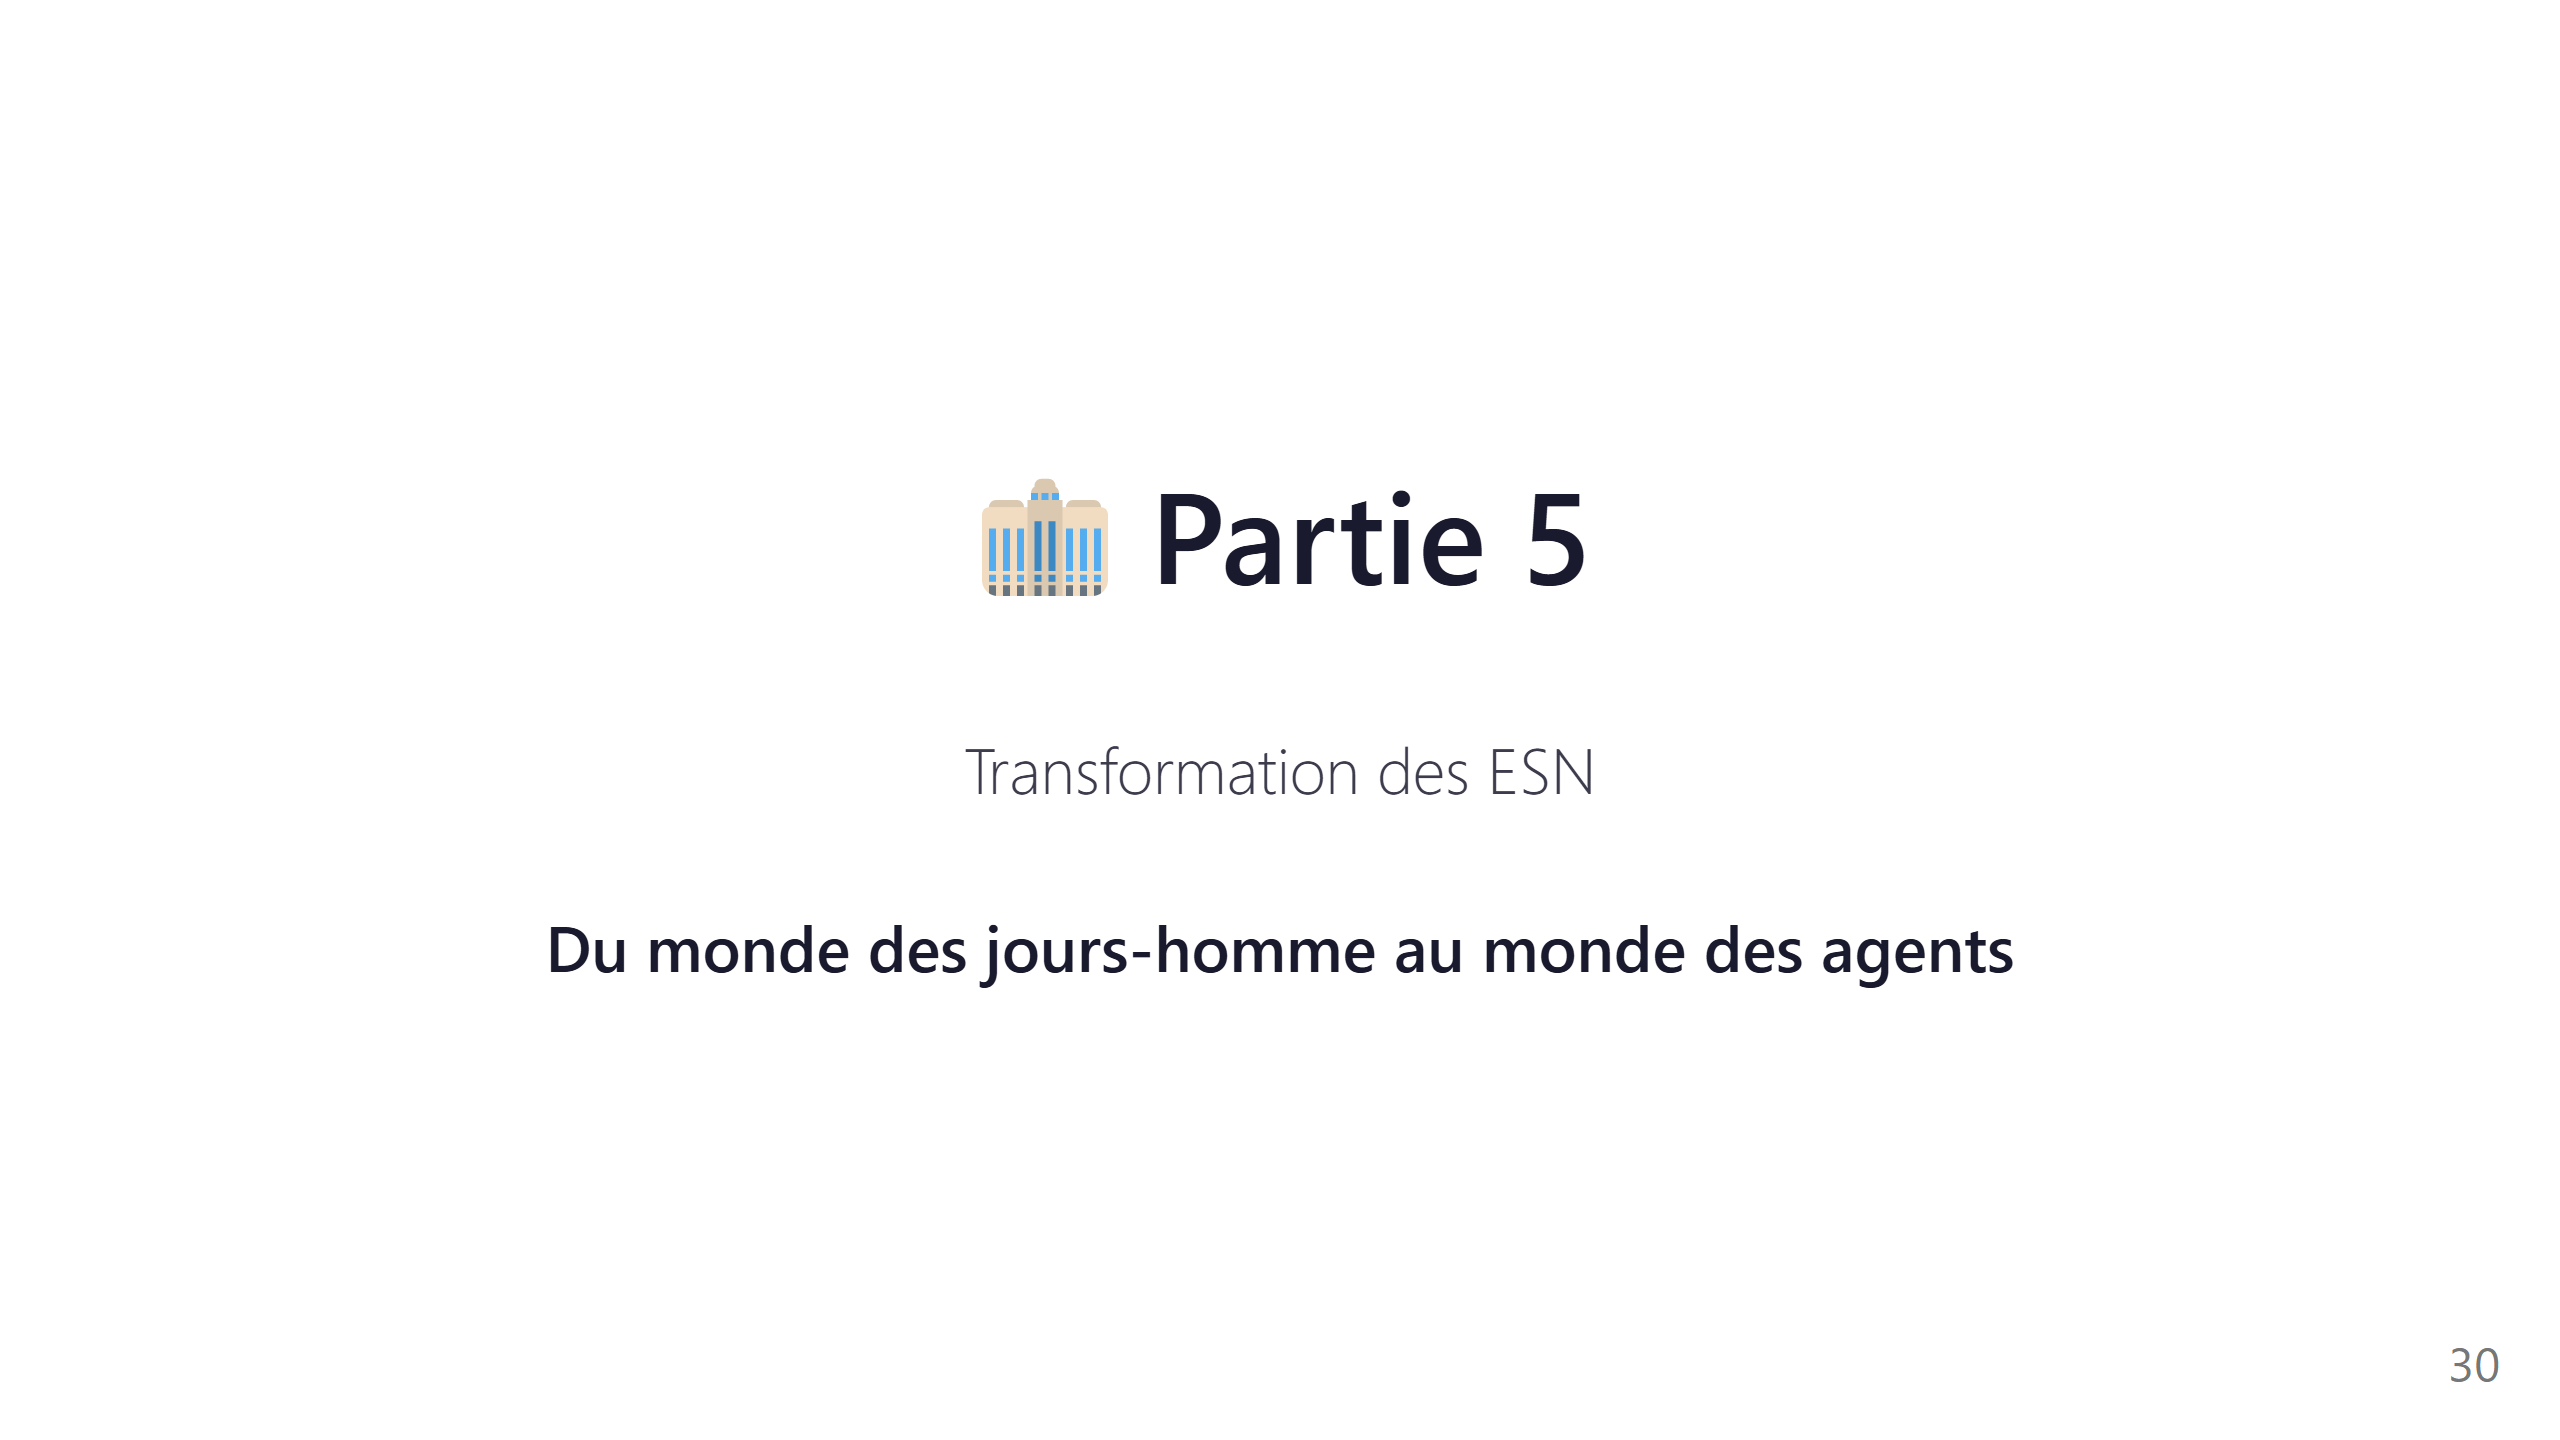 Partie 5
Transformation des ESN
Du monde des jours-homme au monde des agents
30